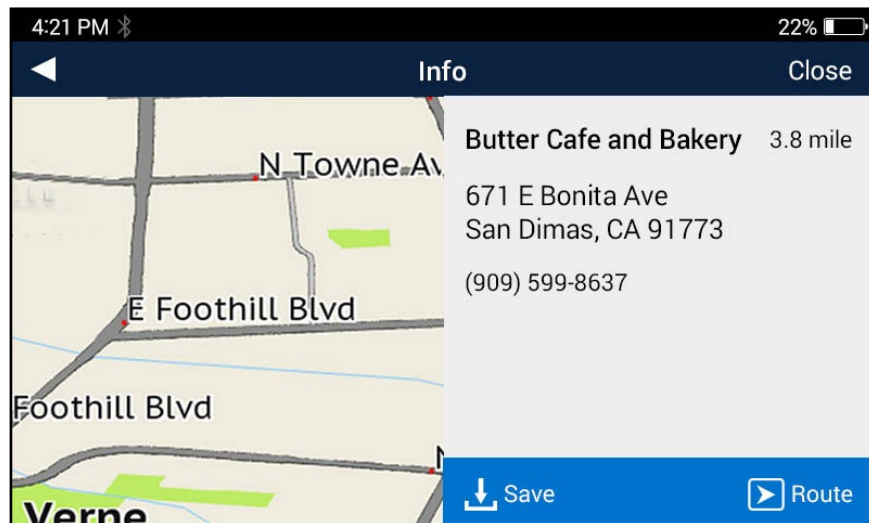 4:21 PM 22%
Info Close
N Towne Av
E Foothill Blvd
Foothill Blvd
Verne
Butter Cafe and Bakery 3.8 mile
671 E Bonita Ave
San Dimas, CA 91773
(909) 599-8637
Save Route